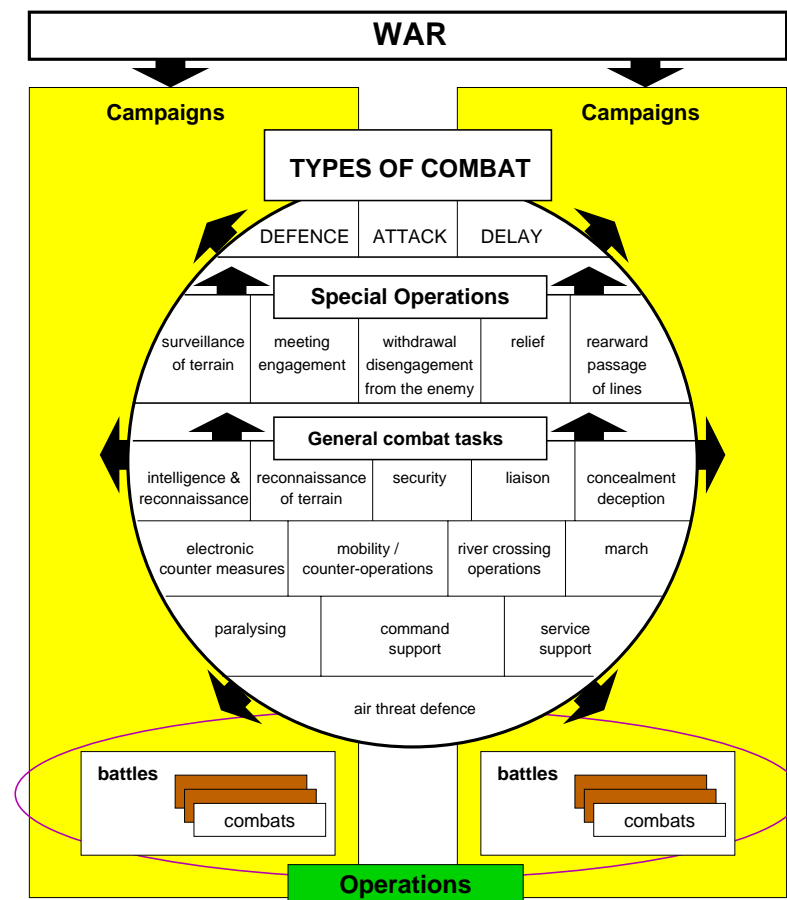 WAR
Campaigns
Campaigns
TYPES OF COMBAT
DEFENCE
ATTACK
DELAY
Special Operations
surveillance
of terrain
meeting
engagement
withdrawal
disengagement
from the enemy
relief
rearward
passage
of lines
General combat tasks
intelligence &
reconnaissance
reconnaissance
of terrain
security
liaison
concealment
deception
electronic
counter measures
mobility /
counter-operations
river crossing
operations
march
paralysing
command
support
service
support
air threat defence
battles
combats
battles
combats
Operations